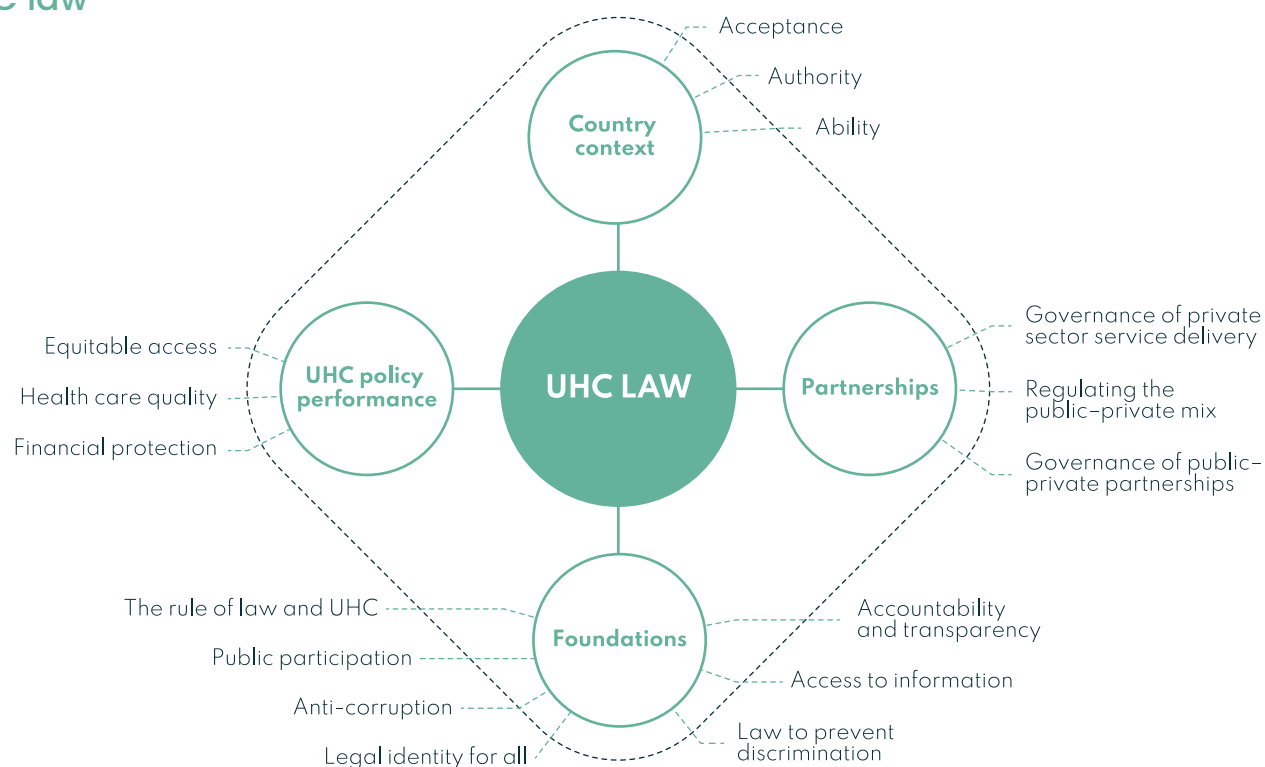 C law
Acceptance
Authority
Ability
Country
context
Equitable access
Health care quality
Financial protection
UHC policy
performance
UHC LAW
Partnerships
Governance of private
sector service delivery
Regulating the
public–private mix
Governance of public–
private partnerships
The rule of law and UHC
Public participation
Anti-corruption
Legal identity for all
Foundations
Accountability
and transparency
Access to information
Law to prevent
discrimination